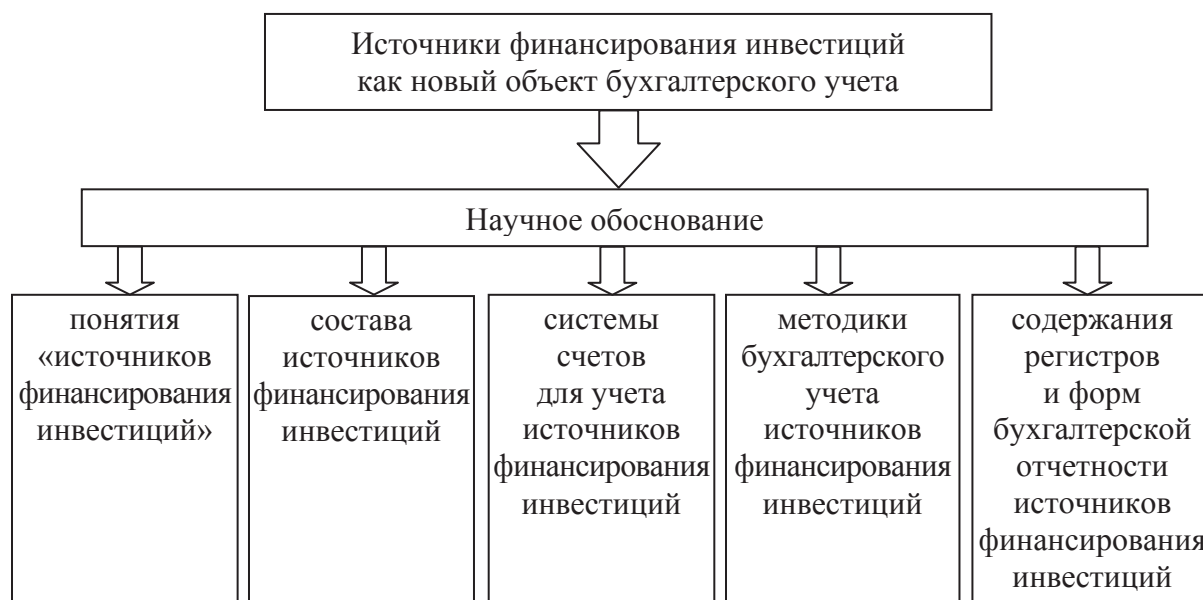 Источники финансирования инвестиций
как новый объект бухгалтерского учета
Научное обоснование
понятия
«источников
финансирования
инвестиций»
состава
источников
финансирования
инвестиций
системы
счетов
для учета
источников
финансирования
инвестиций
методики
бухгалтерского
учета
источников
финансирования
инвестиций
содержания
регистров
и форм
бухгалтерской
отчетности
источников
финансирования
инвестиций